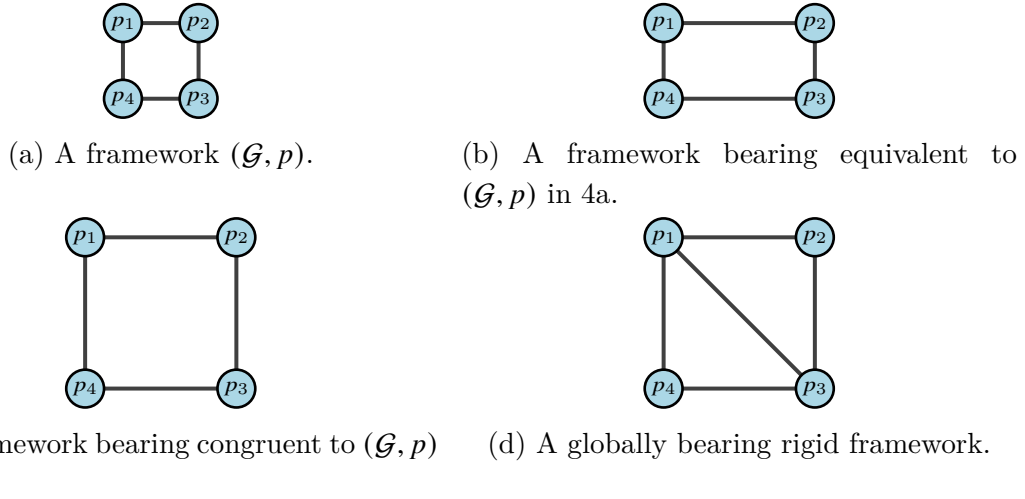 p1 p2 p1 p2
p4 p3 p4 p3
(a) A framework (𝒢, p).
(b) A framework bearing equivalent to
(𝒢, p) in 4a.
p1 p2 p1 p2
p4 p3 p4 p3
mework bearing congruent to (𝒢, p)
(d) A globally bearing rigid framework.